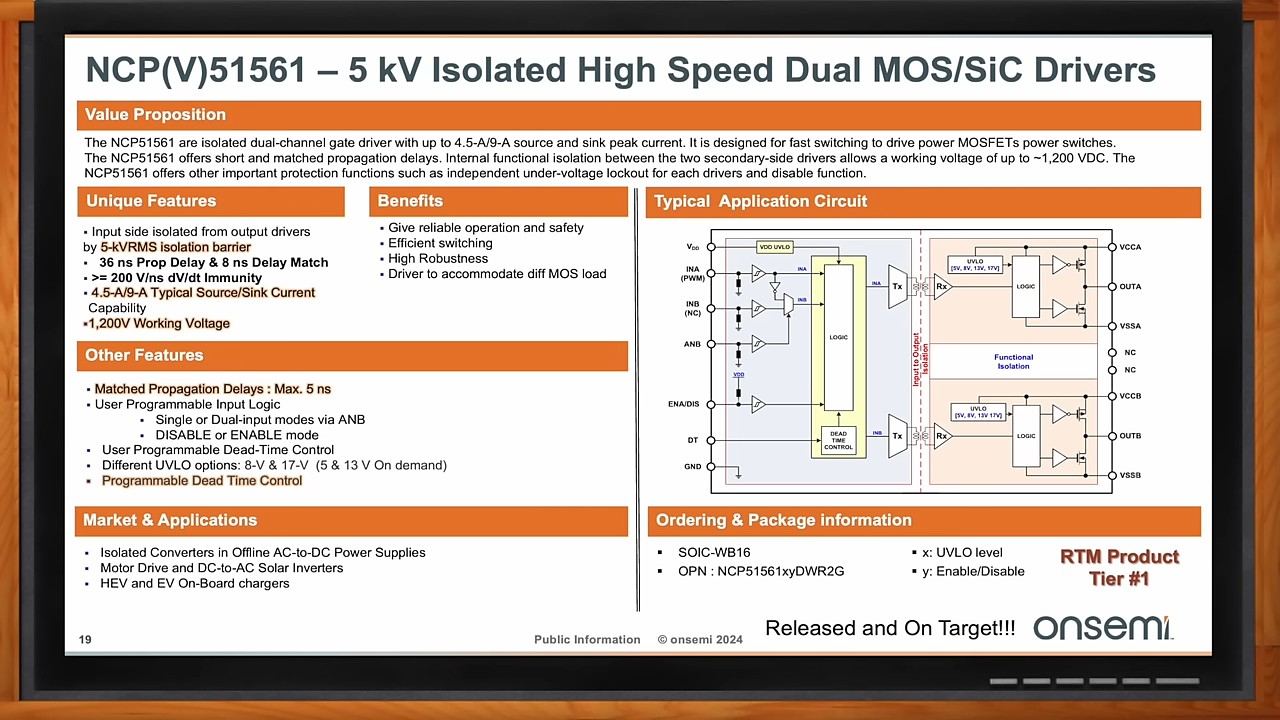 NCP(V)51561 – 5 kV Isolated High Speed Dual MOS/SiC Drivers
Value Proposition
The NCP51561 are isolated dual-channel gate driver with up to 4.5-A/9-A source and sink peak current. It is designed for fast switching to drive power MOSFETs power switches.
The NCP51561 offers short and matched propagation delays. Internal functional isolation between the two secondary-side drivers allows a working voltage of up to ~1,200 VDC. The
NCP51561 offers other important protection functions such as independent under-voltage lockout for each drivers and disable function.
Unique Features
▪ Input side isolated from output drivers
by 5-kVRMS isolation barrier
▪ 36 ns Prop Delay & 8 ns Delay Match
▪ >= 200 V/ns dV/dt Immunity
▪ 4.5-A/9-A Typical Source/Sink Current
Capability
▪1,200V Working Voltage
Benefits
▪ Give reliable operation and safety
▪ Efficient switching
▪ High Robustness
▪ Driver to accommodate diff MOS load
Other Features
▪ Matched Propagation Delays : Max. 5 ns
▪ User Programmable Input Logic
▪ Single or Dual-input modes via ANB
▪ DISABLE or ENABLE mode
▪ User Programmable Dead-Time Control
▪ Different UVLO options: 8-V & 17-V (5 & 13 V On demand)
▪ Programmable Dead Time Control
Market & Applications
▪ Isolated Converters in Offline AC-to-DC Power Supplies
▪ Motor Drive and DC-to-AC Solar Inverters
▪ HEV and EV On-Board chargers
Typical Application Circuit
VDD
INA
(PWM)
INB
(NC)
ANB
ENA/DIS
DT
GND
VDD UVLO
INA
INB
VDD
LOGIC
DEAD
TIME
CONTROL
INA
INB
Tx
Tx
Input to Output
Isolation
Rx
UVLO
[5V, 8V, 13V, 17V]
LOGIC
Functional
Isolation
Rx
UVLO
[5V, 8V, 13V 17V]
LOGIC
VCCA
OUTA
VSSA
NC
NC
VCCB
OUTB
VSSB
Ordering & Package information
▪ SOIC-WB16
▪ OPN : NCP51561xyDWR2G
▪ x: UVLO level
▪ y: Enable/Disable
RTM Product
Tier #1
Released and On Target!!!
onsemi
19
Public Information © onsemi 2024